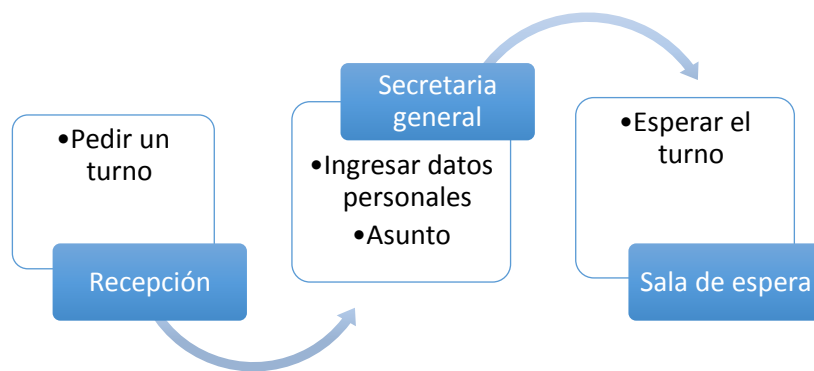 •Pedir un
turno
Recepción
Secretaria
general
•Ingresar datos
personales
•Asunto
•Esperar el
turno
Sala de espera